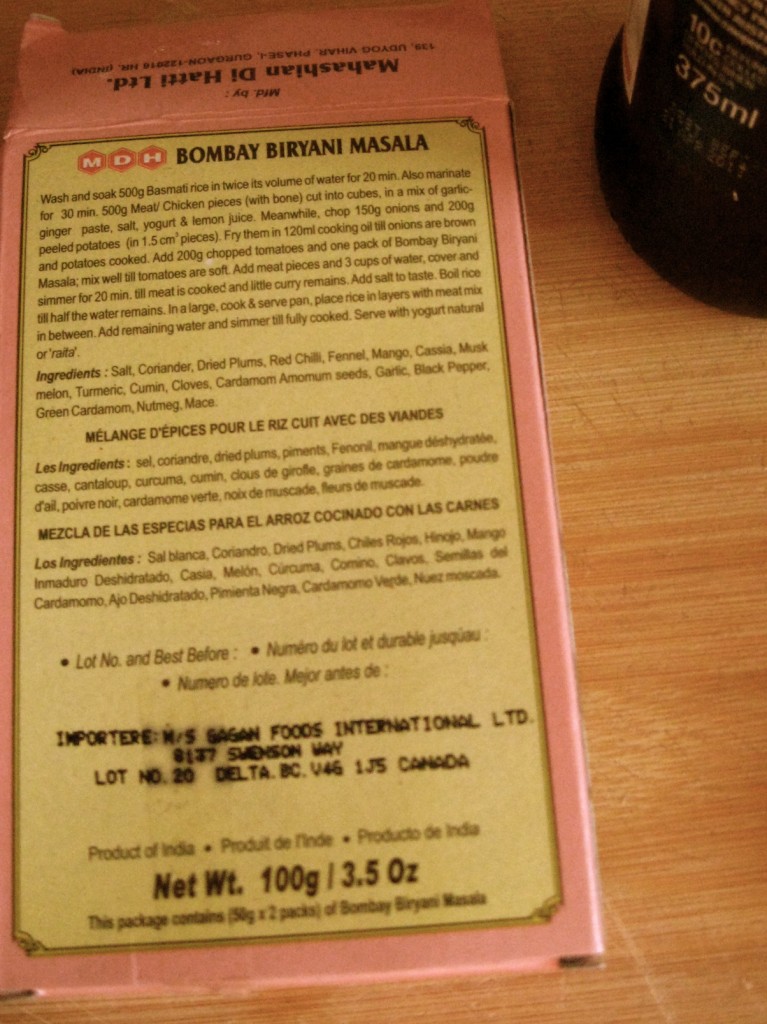 Mfd. by :
Mahashian Di Hatti Ltd.
139, UDYOG VIHAR, PHASE-I, GURGAON-122016 HR. (INDIA)
MDH BOMBAY BIRYANI MASALA
Wash and soak 500g Basmati rice in twice its volume of water for 20 min. Also marinate
for 30 min. 500g Meat/ Chicken pieces (with bone) cut into cubes, in a mix of garlic-
ginger paste, salt, yogurt & lemon juice. Meanwhile, chop 150g onions and 200g
peeled potatoes (in 1.5 cm³ pieces). Fry them in 120ml cooking oil till onions are brown
and potatoes cooked. Add 200g chopped tomatoes and one pack of Bombay Biryani
Masala; mix well till tomatoes are soft. Add meat pieces and 3 cups of water, cover and
simmer for 20 min. till meat is cooked and little curry remains. Add salt to taste. Boil rice
till half the water remains. In a large, cook & serve pan, place rice in layers with meat mix
in between. Add remaining water and simmer till fully cooked. Serve with yogurt natural
or 'raita'.
Ingredients : Salt, Coriander, Dried Plums, Red Chilli, Fennel, Mango, Cassia, Musk
melon, Turmeric, Cumin, Cloves, Cardamom Amomum seeds, Garlic, Black Pepper,
Green Cardamom, Nutmeg, Mace.
MÉLANGE D'ÉPICES POUR LE RIZ CUIT AVEC DES VIANDES
Les Ingredients : sel, coriandre, dried plums, piments, Fenonil, mangue déshydratée,
casse, cantaloup, curcuma, cumin, clous de girofle, graines de cardamome, poudre
d'ail, poivre noir, cardamome verte, noix de muscade, fleurs de muscade.
MEZCLA DE LAS ESPECIAS PARA EL ARROZ COCINADO CON LAS CARNES
Los Ingredientes : Sal blanca, Coriandro, Dried Plums, Chiles Rojos, Hinojo, Mango
Inmaduro Deshidratado, Casia, Melón, Cúrcuma, Comino, Clavos, Semillas del
Cardamomo, Ajo Deshidratado, Pimienta Negra, Cardamomo Verde, Nuez moscada.
• Lot No. and Best Before : • Numéro du lot et durable jusqúau :
• Numero de lote. Mejor antes de :
IMPORTERE: M/S GAGAN FOODS INTERNATIONAL LTD.
8137 SWENSON WAY
LOT NO. 20 DELTA. BC. V4G 1J5 CANADA
Product of India • Produit de l'Inde • Producto de India
Net Wt. 100g / 3.5 Oz
This package contains (50g x 2 packs) of Bombay Biryani Masala
10c
375ml